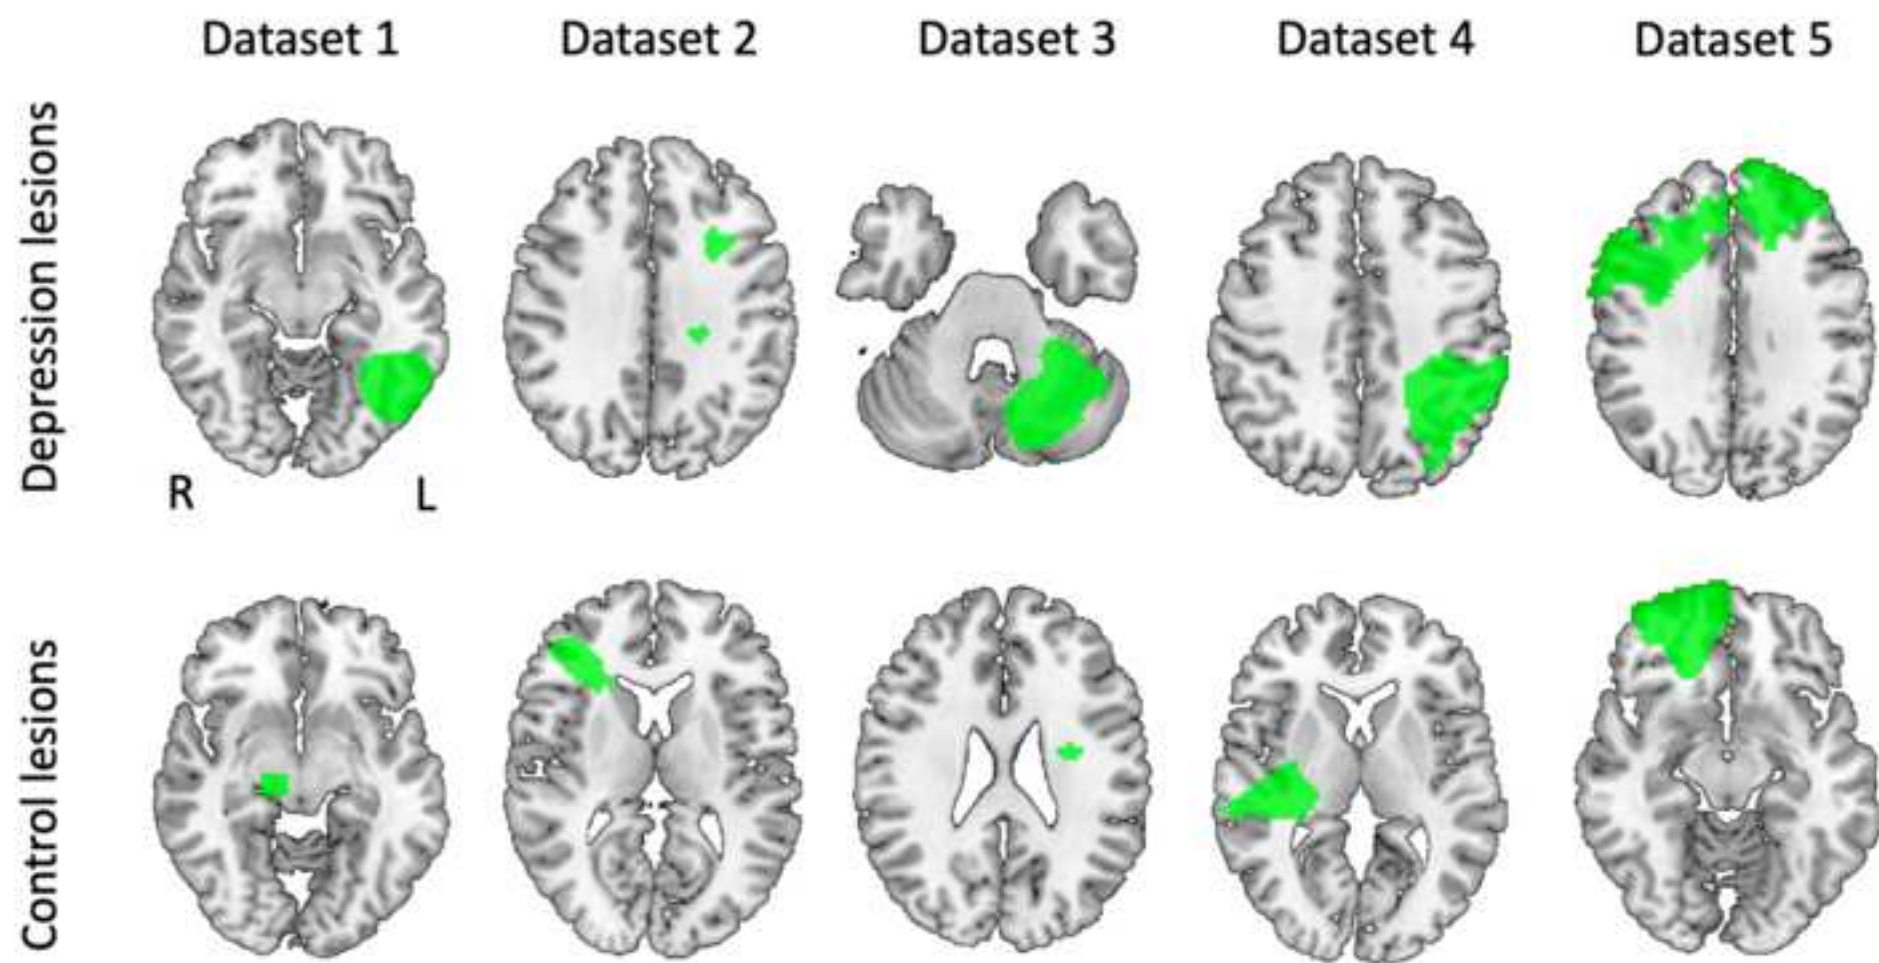 Dataset 1
Dataset 2
Dataset 3
Dataset 4
Dataset 5
Depression lesions
R
L
Control lesions